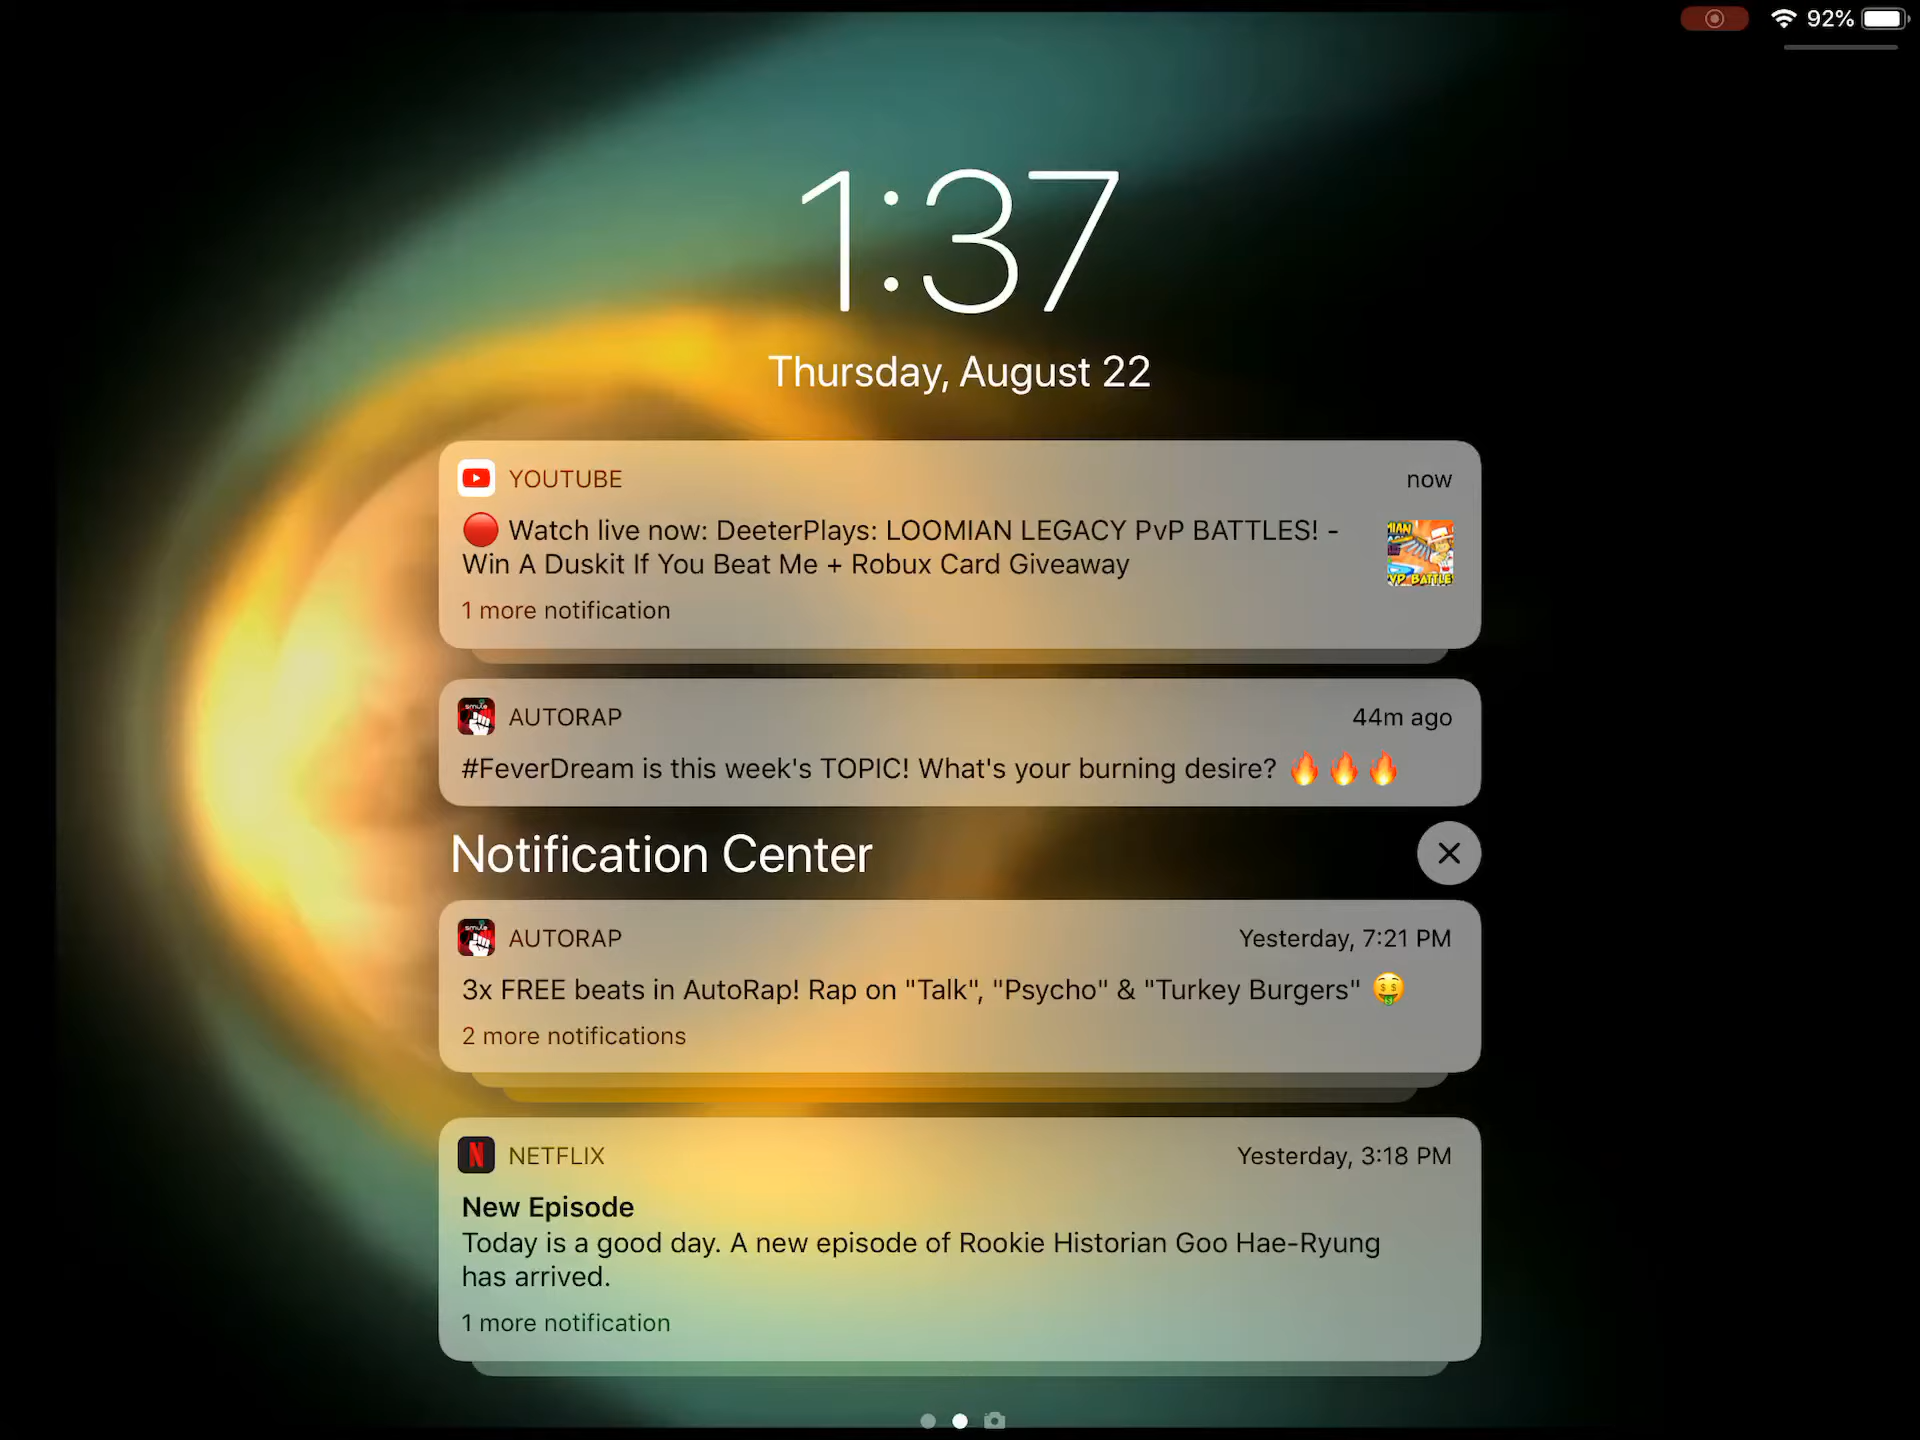 92%
1:37
Thursday, August 22
YOUTUBE
now
🔴 Watch live now: DeeterPlays: LOOMIAN LEGACY PvP BATTLES! -
Win A Duskit If You Beat Me + Robux Card Giveaway
1 more notification
smule
AUTORAP
44m ago
#FeverDream is this week's TOPIC! What's your burning desire? 🔥🔥🔥
Notification Center
smule
AUTORAP
Yesterday, 7:21 PM
3x FREE beats in AutoRap! Rap on "Talk", "Psycho" & "Turkey Burgers" 🤑
2 more notifications
N
NETFLIX
Yesterday, 3:18 PM
New Episode
Today is a good day. A new episode of Rookie Historian Goo Hae-Ryung
has arrived.
1 more notification